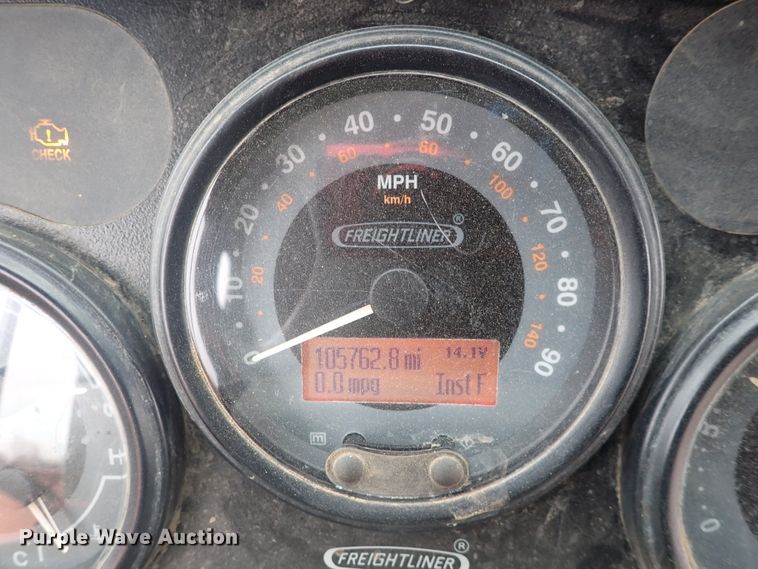 CHECK
10
20
30
40
50
60
70
80
90
20
40
60
80
100
120
140
MPH
km/h
FREIGHTLINER®
105762.8 mi 14.1V
0.0 mpg Inst F
m
0
C
0
FREIGHTLINER®
Purple Wave Auction